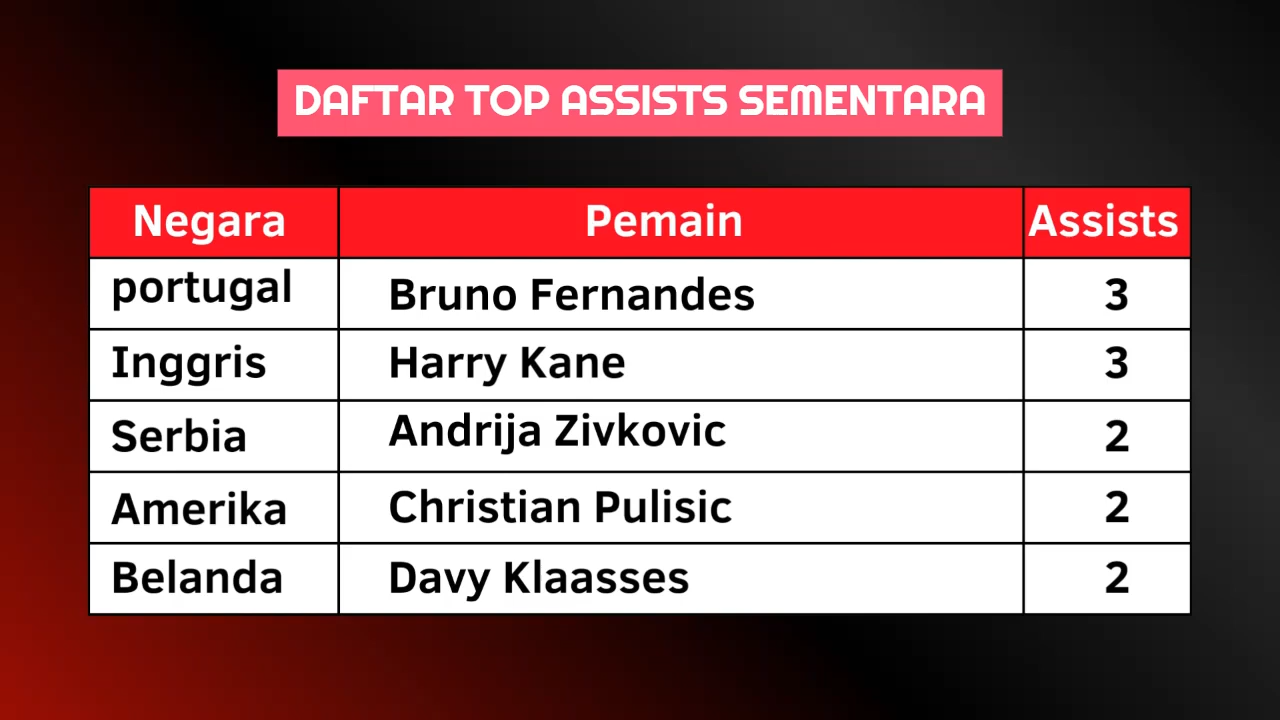 DAFTAR TOP ASSISTS SEMENTARA
Negara Pemain Assists
portugal Bruno Fernandes 3
Inggris Harry Kane 3
Serbia Andrija Zivkovic 2
Amerika Christian Pulisic 2
Belanda Davy Klaasses 2